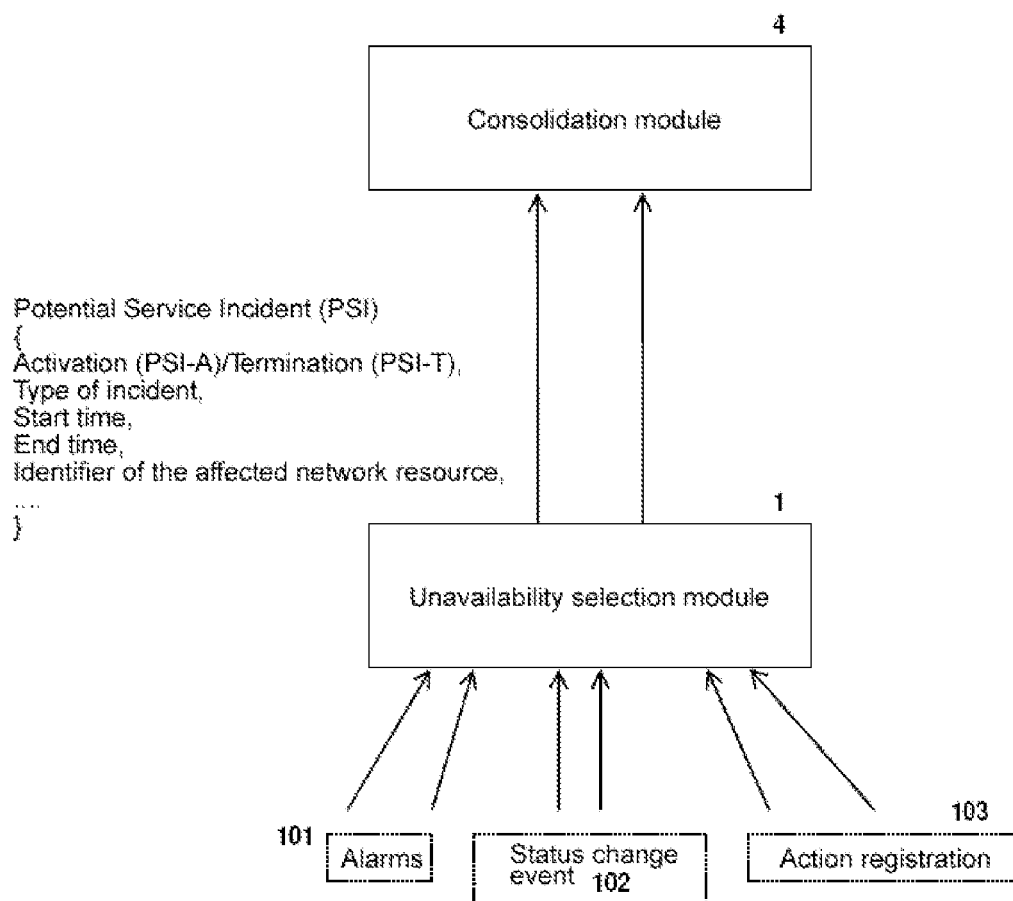 4
Consolidation module
Potential Service Incident (PSI)
{
Activation (PSI-A)/Termination (PSI-T),
Type of incident,
Start time,
End time,
Identifier of the affected network resource,
....
}
1
Unavailability selection module
101
Alarms
Status change
event 102
103
Action registration